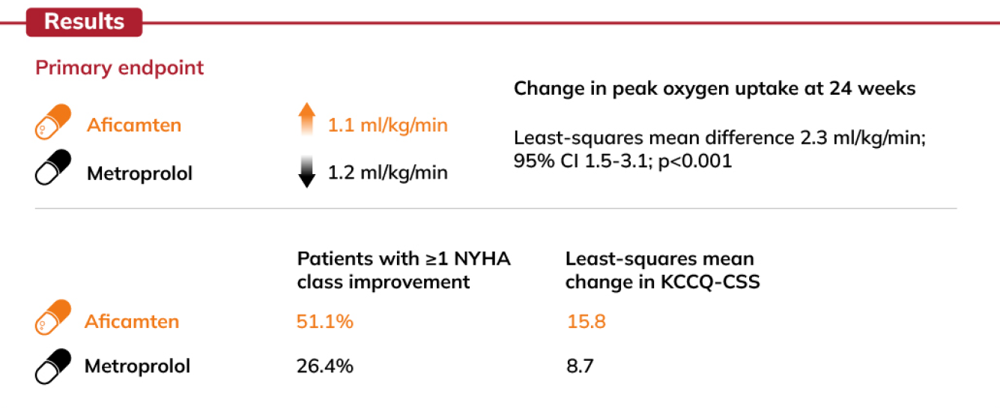 Results
Primary endpoint
Change in peak oxygen uptake at 24 weeks
Aficamten 1.1 ml/kg/min
Least-squares mean difference 2.3 ml/kg/min;
95% CI 1.5-3.1; p<0.001
Metroprolol 1.2 ml/kg/min
Patients with ≥1 NYHA
class improvement
Least-squares mean
change in KCCQ-CSS
Aficamten 51.1% 15.8
Metroprolol 26.4% 8.7